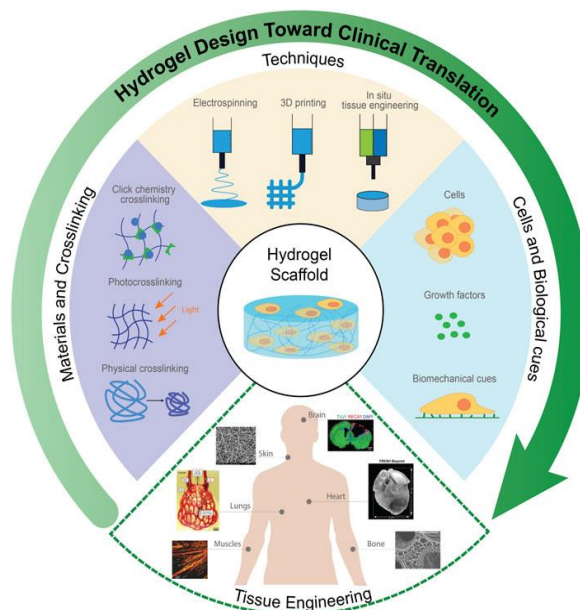 Hydrogel Design Toward Clinical Translation
Techniques
Electrospinning
3D printing
In situ
tissue engineering
Materials and Crosslinking
Click chemistry
crosslinking
Photocrosslinking
Light
Physical crosslinking
Hydrogel
Scaffold
Cells and Biological cues
Cells
Growth factors
Biomechanical cues
Brain
Skin
Lungs
Heart
Muscles
Bone
Tissue Engineering